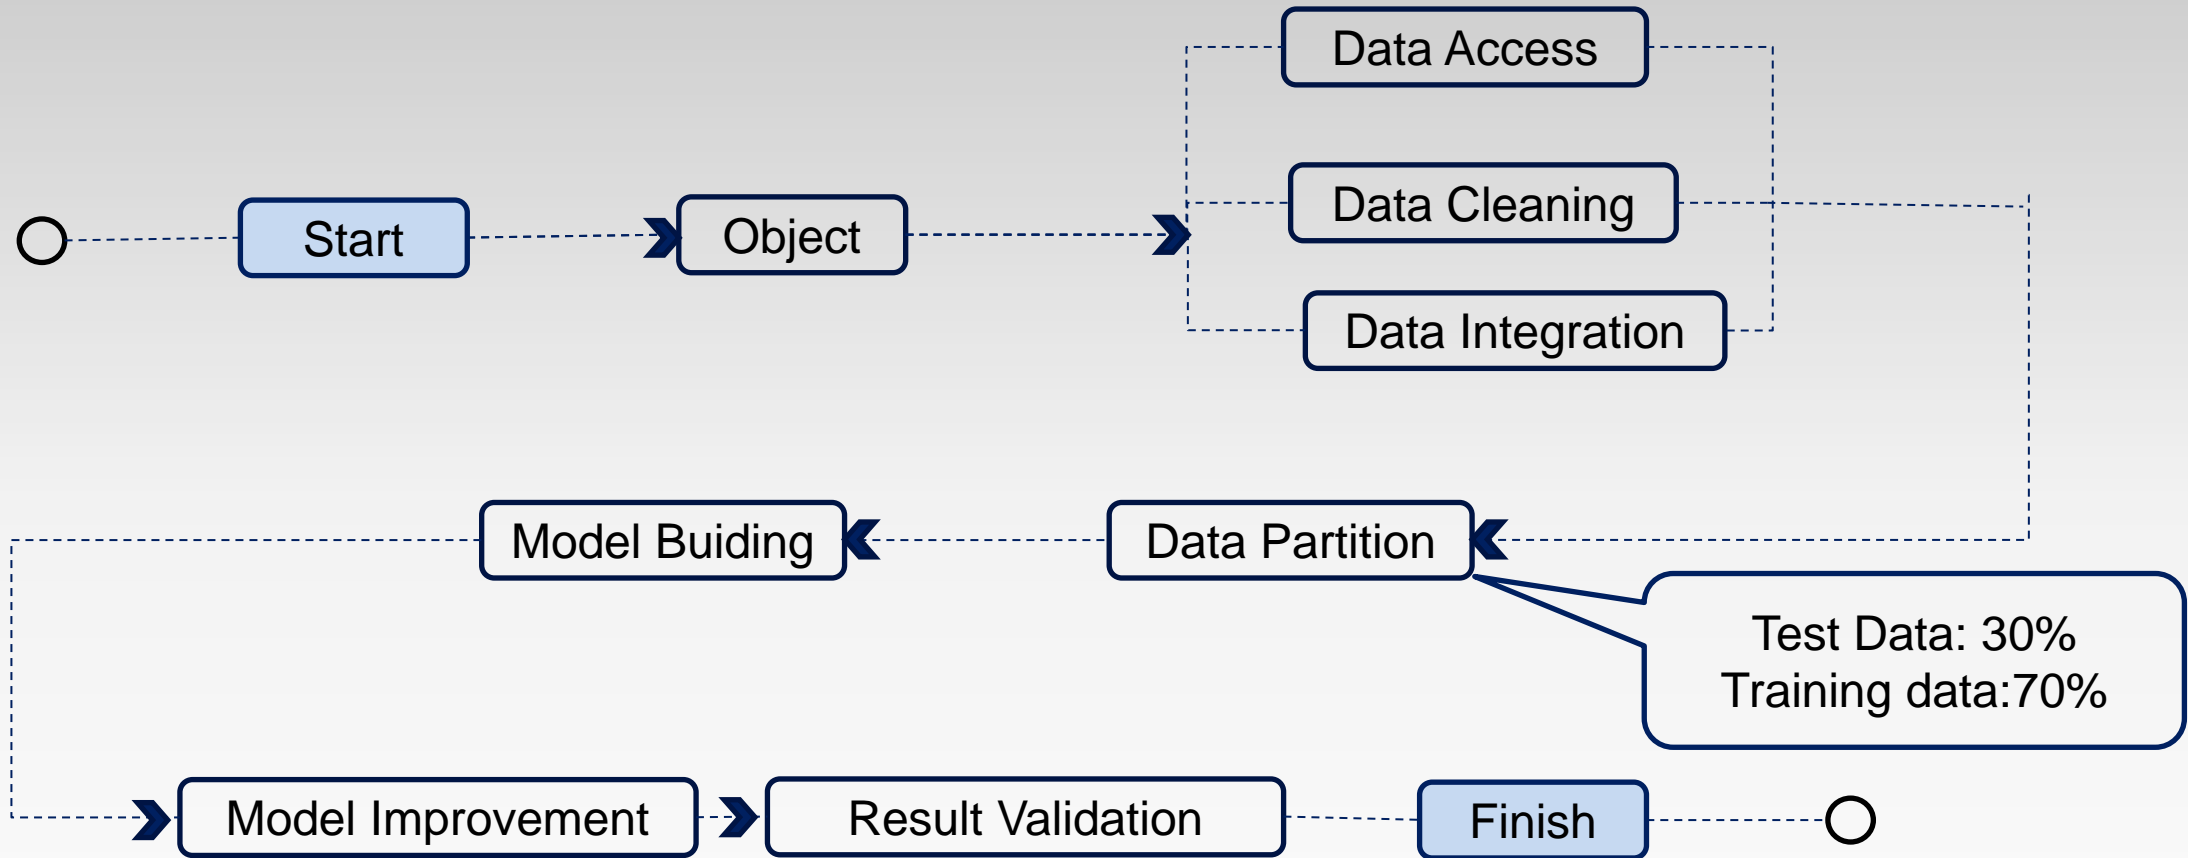 Data Access
Data Cleaning
Data Integration
Start
Object
Model Buiding
Data Partition
Test Data: 30%
Training data:70%
Model Improvement
Result Validation
Finish